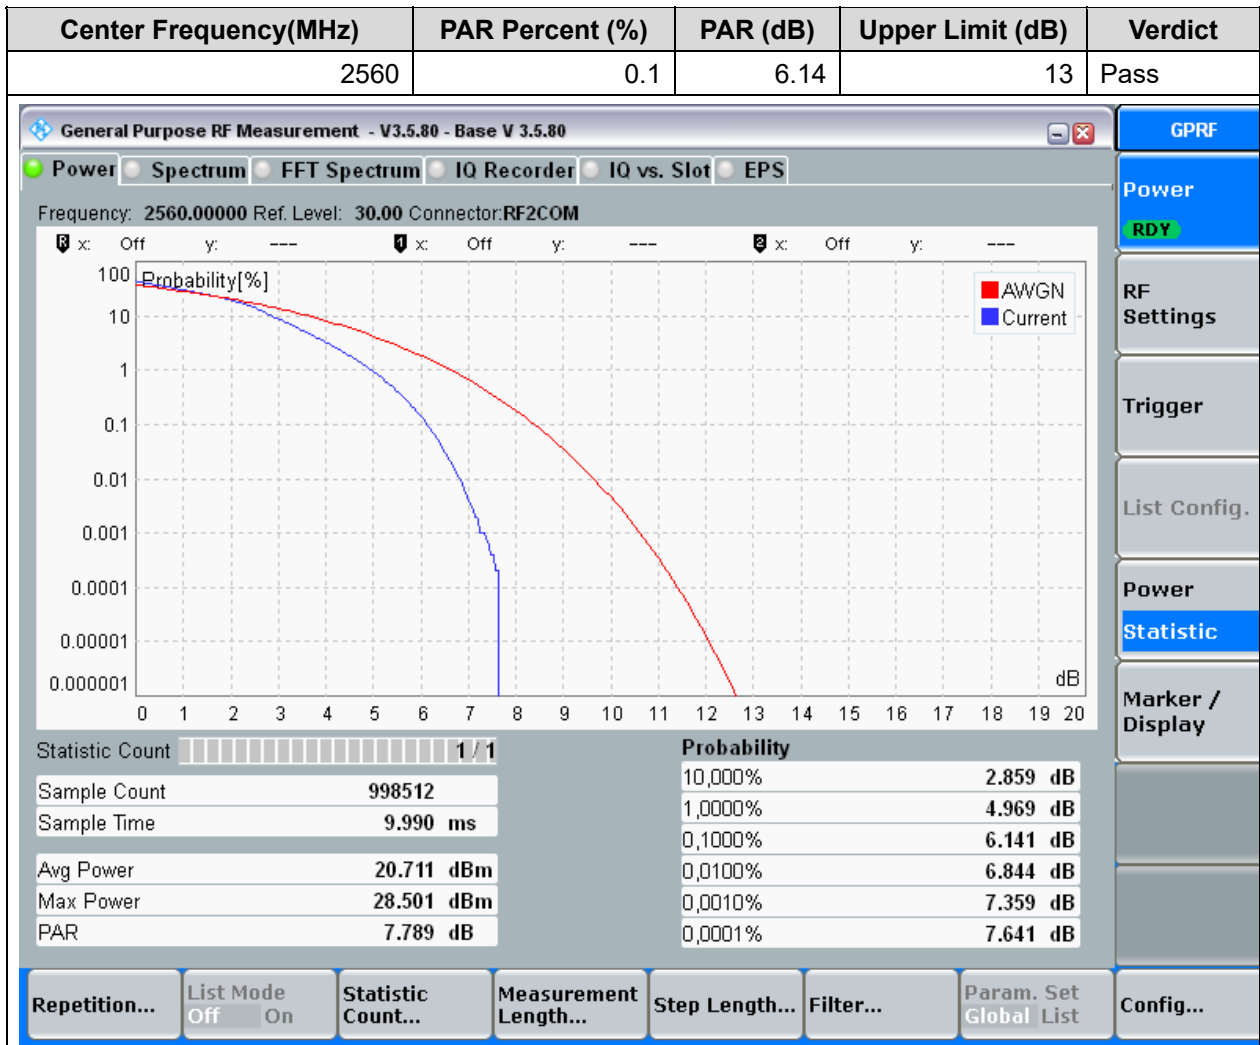 Center Frequency(MHz) PAR Percent (%) PAR (dB) Upper Limit (dB) Verdict
2560 0.1 6.14 13 Pass
General Purpose RF Measurement - V3.5.80 - Base V 3.5.80
GPRF
Power Spectrum FFT Spectrum IQ Recorder IQ vs. Slot EPS
Power
RDY
Frequency: 2560.00000 Ref. Level: 30.00 Connector:RF2COM
R x: Off y: --- 1 x: Off y: --- 2 x: Off y: ---
Probability[%]
AWGN
Current
100
10
1
0.1
0.01
0.001
0.0001
0.00001
0.000001
dB
0 1 2 3 4 5 6 7 8 9 10 11 12 13 14 15 16 17 18 19 20
RF
Settings
Trigger
List Config.
Power
Statistic
Marker /
Display
Statistic Count 1 / 1
Sample Count 998512
Sample Time 9.990 ms
Avg Power 20.711 dBm
Max Power 28.501 dBm
PAR 7.789 dB
Probability
10,000% 2.859 dB
1,0000% 4.969 dB
0,1000% 6.141 dB
0,0100% 6.844 dB
0,0010% 7.359 dB
0,0001% 7.641 dB
Repetition...
List Mode
Off On
Statistic
Count...
Measurement
Length...
Step Length...
Filter...
Param. Set
Global List
Config...